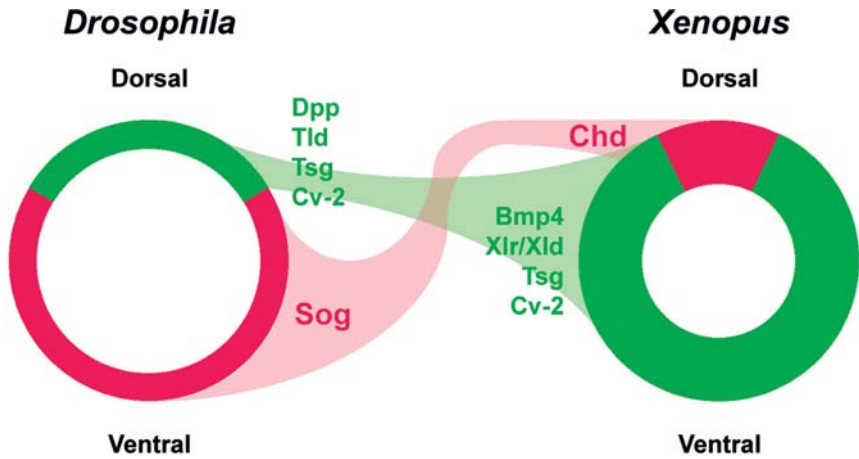 Drosophila
Xenopus
Dorsal
Dorsal
Dpp
Tld
Tsg
Cv-2
Chd
Bmp4
Xlr/Xld
Tsg
Cv-2
Sog
Ventral
Ventral